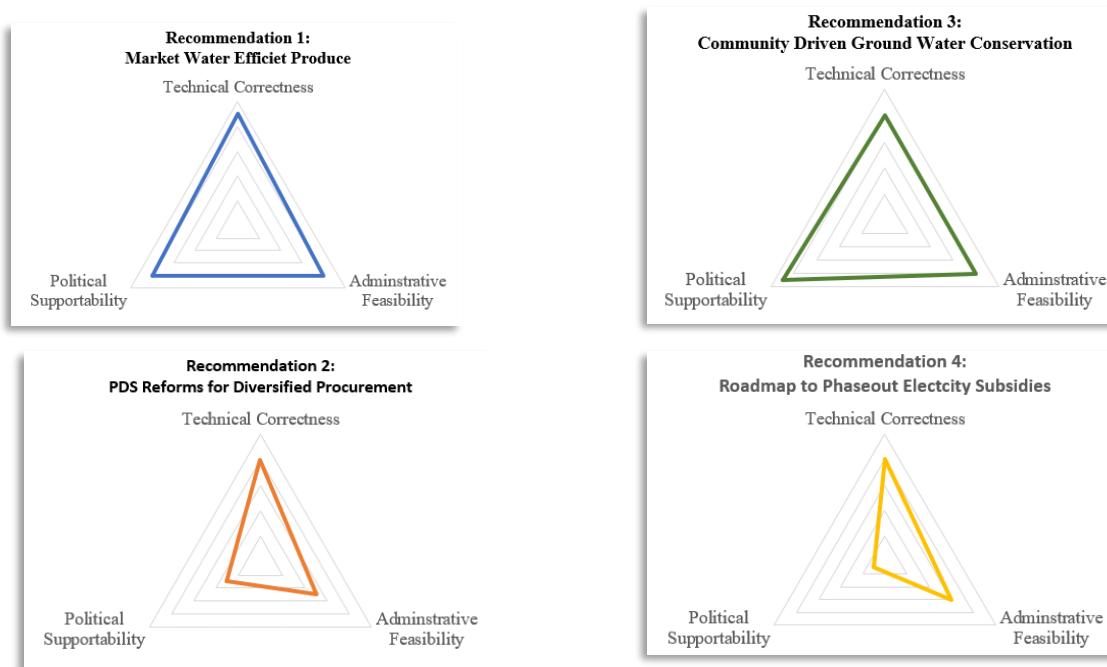 Recommendation 1:
Market Water Efficiet Produce
Technical Correctness
Political
Supportability
Adminstrative
Feasibility
Recommendation 3:
Community Driven Ground Water Conservation
Technical Correctness
Political
Supportability
Adminstrative
Feasibility
Recommendation 2:
PDS Reforms for Diversified Procurement
Technical Correctness
Political
Supportability
Adminstrative
Feasibility
Recommendation 4:
Roadmap to Phaseout Electcity Subsidies
Technical Correctness
Political
Supportability
Adminstrative
Feasibility